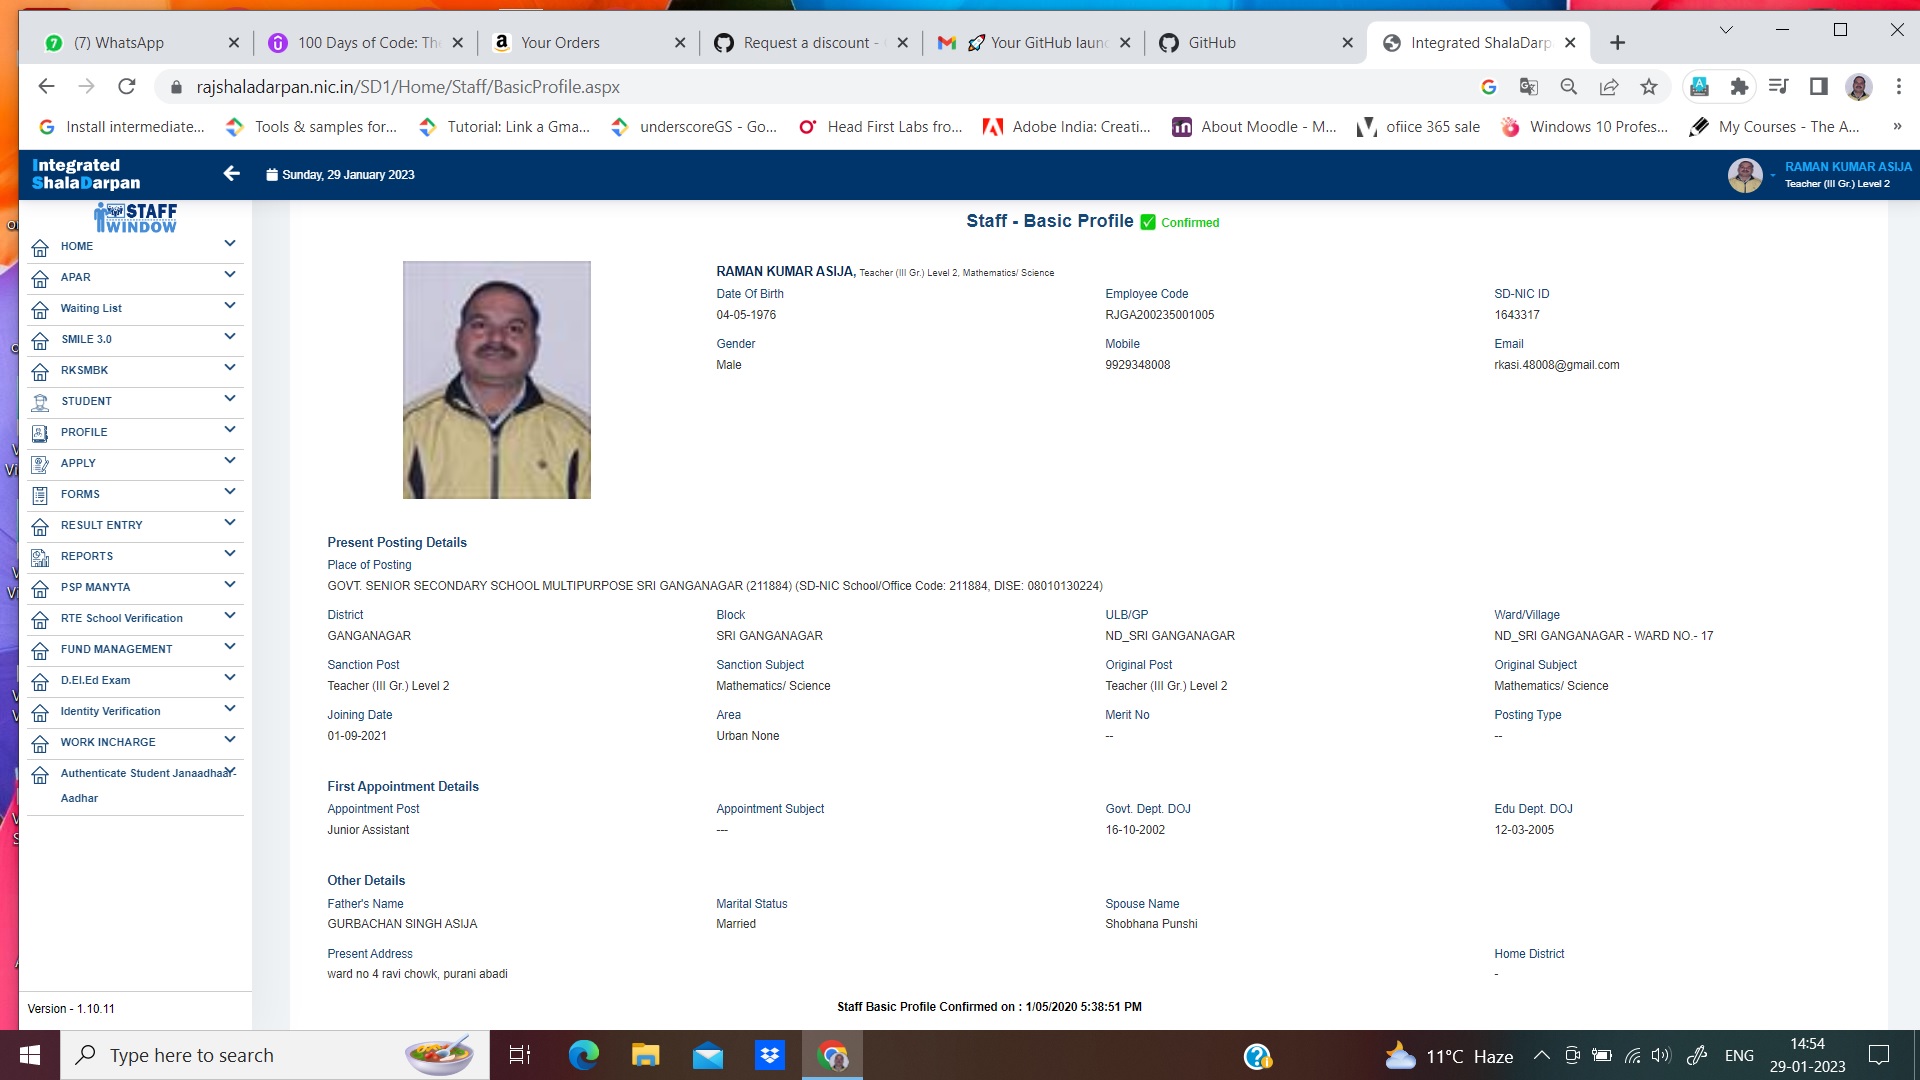 (7) WhatsApp
100 Days of Code: The
Your Orders
Request a discount -
Your GitHub laun
GitHub
Integrated ShalaDarp
rajshaladarpan.nic.in/SD1/Home/Staff/BasicProfile.aspx
Install intermediate...
Tools & samples for...
Tutorial: Link a Gma...
underscoreGS - Go...
Head First Labs fro...
Adobe India: Creati...
About Moodle - M...
ofiice 365 sale
Windows 10 Profes...
My Courses - The A...
»
Integrated
ShalaDarpan
Sunday, 29 January 2023
RAMAN KUMAR ASIJA
Teacher (III Gr.) Level 2
STAFF
WINDOW
HOME
APAR
Waiting List
SMILE 3.0
RKSMBK
STUDENT
PROFILE
APPLY
FORMS
RESULT ENTRY
REPORTS
PSP MANYTA
RTE School Verification
FUND MANAGEMENT
D.El.Ed Exam
Identity Verification
WORK INCHARGE
Authenticate Student Janaadhaar-
Aadhar
Version - 1.10.11
Staff - Basic Profile Confirmed
RAMAN KUMAR ASIJA, Teacher (III Gr.) Level 2, Mathematics/ Science
Date Of Birth
Employee Code
SD-NIC ID
04-05-1976
RJGA200235001005
1643317
Gender
Mobile
Email
Male
9929348008
rkasi.48008@gmail.com
Present Posting Details
Place of Posting
GOVT. SENIOR SECONDARY SCHOOL MULTIPURPOSE SRI GANGANAGAR (211884) (SD-NIC School/Office Code: 211884, DISE: 08010130224)
District
Block
ULB/GP
Ward/Village
GANGANAGAR
SRI GANGANAGAR
ND_SRI GANGANAGAR
ND_SRI GANGANAGAR - WARD NO.- 17
Sanction Post
Sanction Subject
Original Post
Original Subject
Teacher (III Gr.) Level 2
Mathematics/ Science
Teacher (III Gr.) Level 2
Mathematics/ Science
Joining Date
Area
Merit No
Posting Type
01-09-2021
Urban None
--
--
First Appointment Details
Appointment Post
Appointment Subject
Govt. Dept. DOJ
Edu Dept. DOJ
Junior Assistant
---
16-10-2002
12-03-2005
Other Details
Father's Name
Marital Status
Spouse Name
GURBACHAN SINGH ASIJA
Married
Shobhana Punshi
Present Address
Home District
ward no 4 ravi chowk, purani abadi
-
Staff Basic Profile Confirmed on : 1/05/2020 5:38:51 PM
Type here to search
11°C Haze
ENG
14:54
29-01-2023